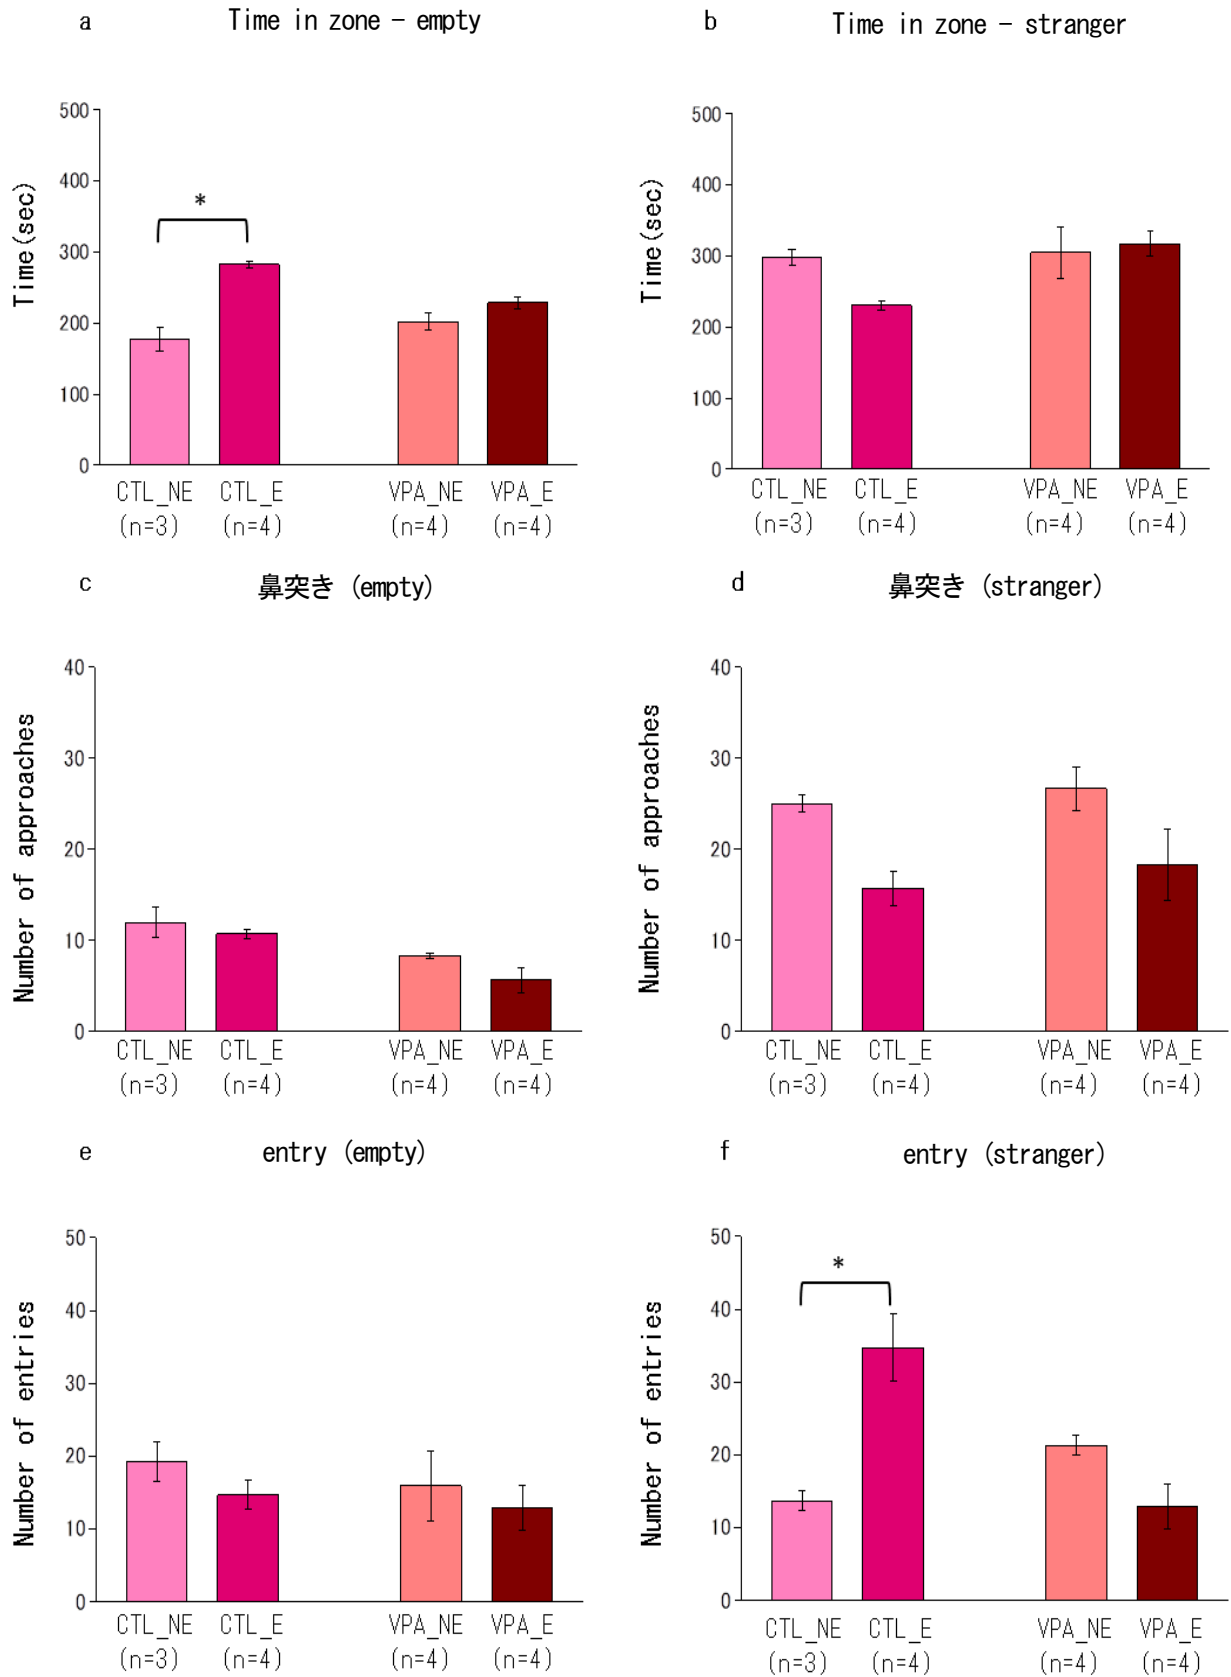 a
Time in zone – empty
Time(sec)
500
400
300
200
100
0
*
CTL_NE
CTL_E
VPA_NE
VPA_E
(n=3)
(n=4)
(n=4)
(n=4)
b
Time in zone – stranger
Time(sec)
500
400
300
200
100
0
CTL_NE
CTL_E
VPA_NE
VPA_E
(n=3)
(n=4)
(n=4)
(n=4)
c
鼻突き (empty)
Number of approaches
40
30
20
10
0
CTL_NE
CTL_E
VPA_NE
VPA_E
(n=3)
(n=4)
(n=4)
(n=4)
d
鼻突き (stranger)
Number of approaches
40
30
20
10
0
CTL_NE
CTL_E
VPA_NE
VPA_E
(n=3)
(n=4)
(n=4)
(n=4)
e
entry (empty)
Number of entries
50
40
30
20
10
0
CTL_NE
CTL_E
VPA_NE
VPA_E
(n=3)
(n=4)
(n=4)
(n=4)
f
entry (stranger)
Number of entries
50
40
30
20
10
0
*
CTL_NE
CTL_E
VPA_NE
VPA_E
(n=3)
(n=4)
(n=4)
(n=4)